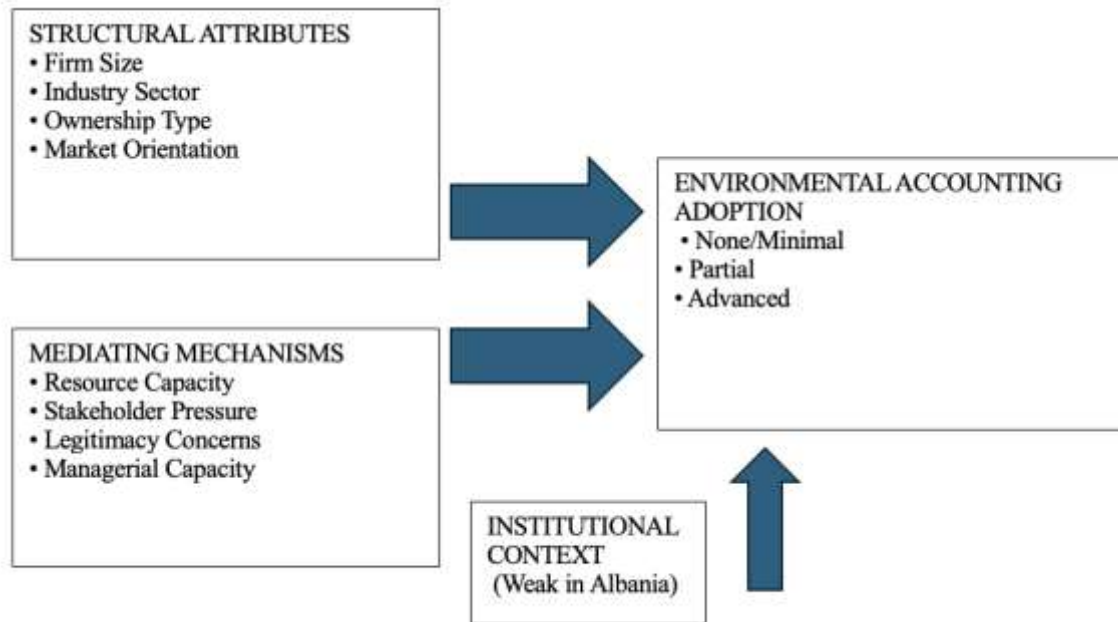 STRUCTURAL ATTRIBUTES
• Firm Size
• Industry Sector
• Ownership Type
• Market Orientation
ENVIRONMENTAL ACCOUNTING
ADOPTION
• None/Minimal
• Partial
• Advanced
MEDIATING MECHANISMS
• Resource Capacity
• Stakeholder Pressure
• Legitimacy Concerns
• Managerial Capacity
INSTITUTIONAL
CONTEXT
(Weak in Albania)